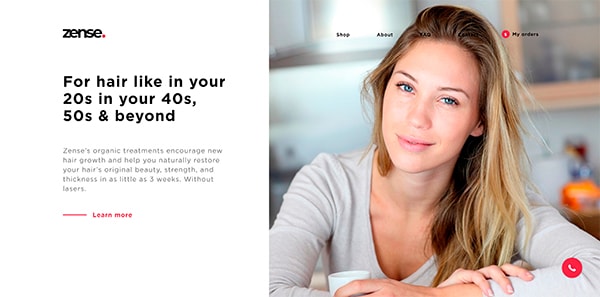 zense.
Shop About FAQ Contact My orders
For hair like in your
20s in your 40s,
50s & beyond
Zense's organic treatments encourage new
hair growth and help you naturally restore
your hair's original beauty, strength, and
thickness in as little as 3 weeks. Without
lasers.
Learn more